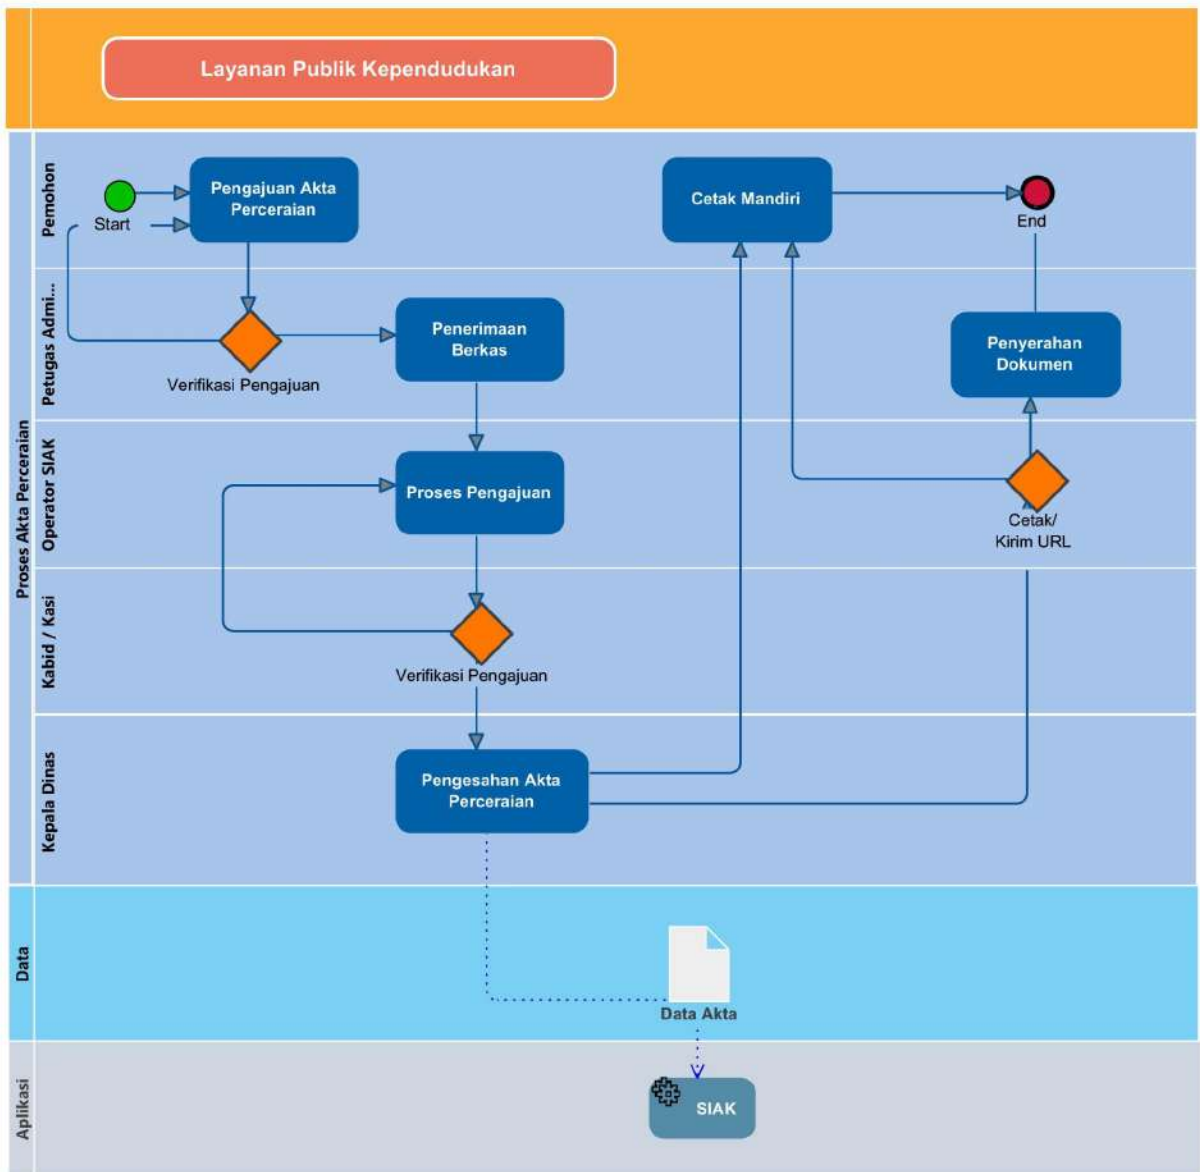 Layanan Publik Kependudukan
Proses Akta Perceraian
Pemohon
Start
Pengajuan Akta
Perceraian
Cetak Mandiri
End
Petugas Admi...
Verifikasi Pengajuan
Penerimaan
Berkas
Penyerahan
Dokumen
Operator SIAK
Proses Pengajuan
Cetak/
Kirim URL
Kabid / Kasi
Verifikasi Pengajuan
Kepala Dinas
Pengesahan Akta
Perceraian
Data
Data Akta
Aplikasi
SIAK